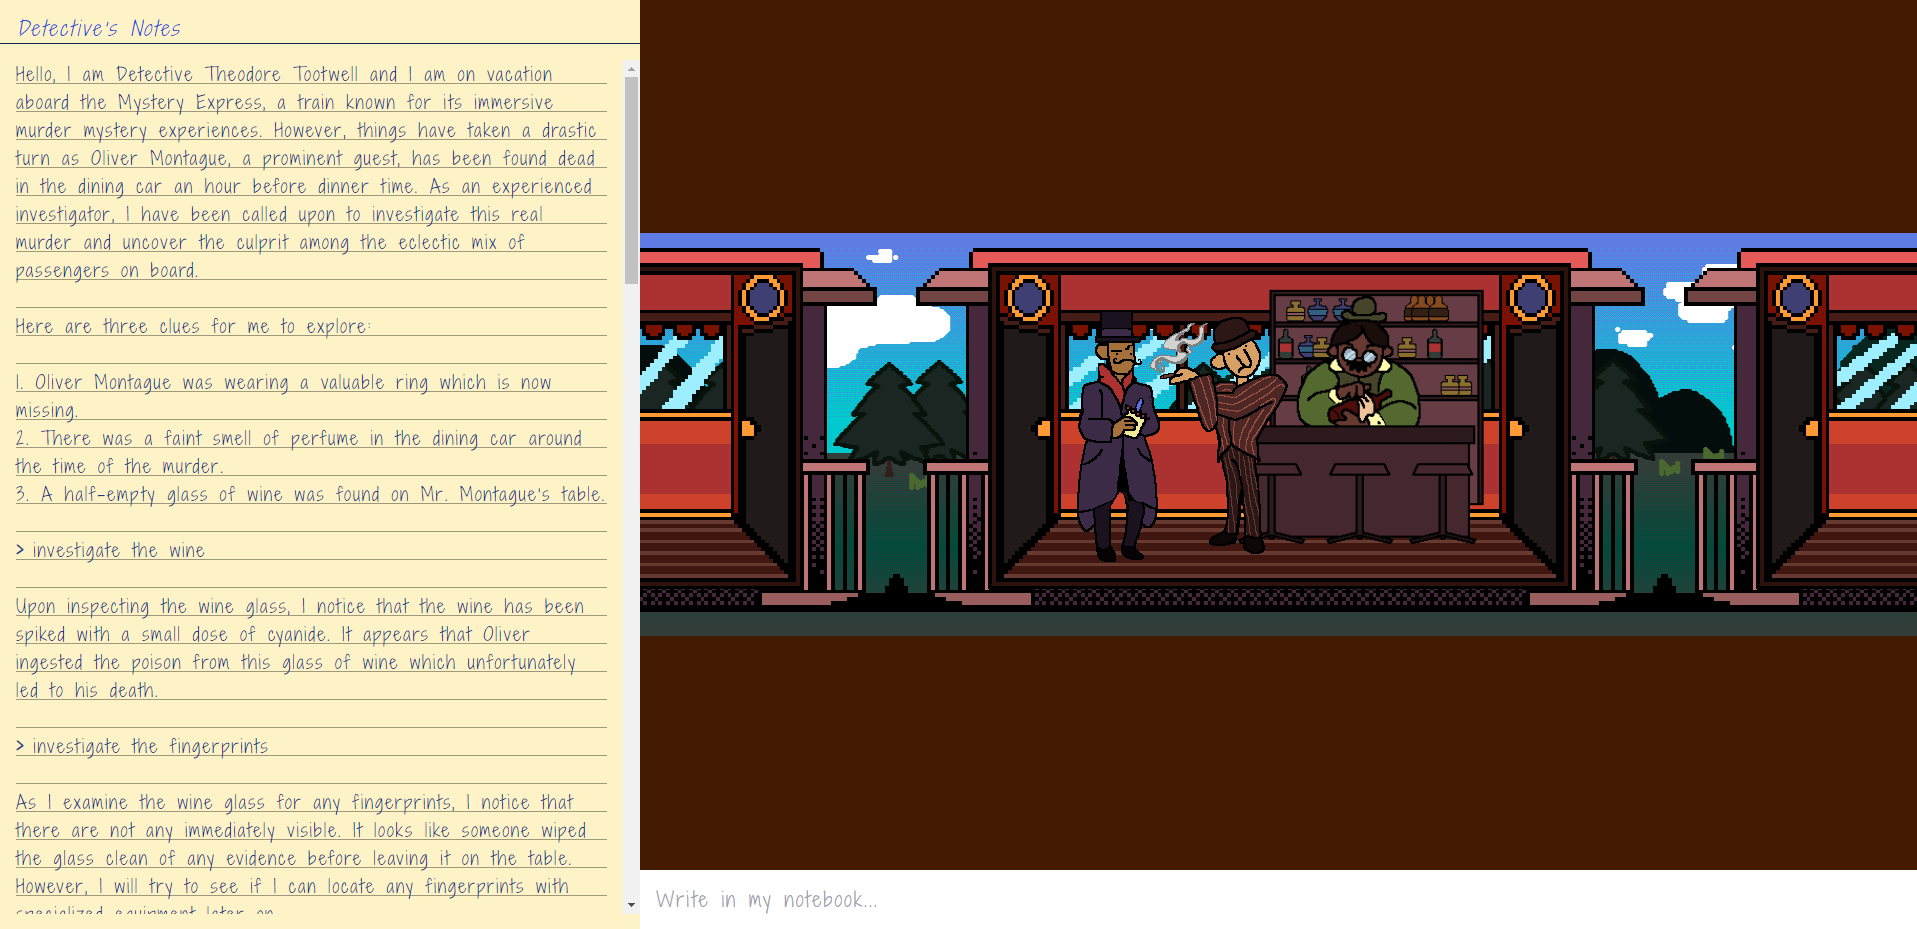 Detective's Notes
Hello, I am Detective Theodore Tootwell and I am on vacation
aboard the Mystery Express, a train known for its immersive
murder mystery experiences. However, things have taken a drastic
turn as Oliver Montague, a prominent guest, has been found dead
in the dining car an hour before dinner time. As an experienced
investigator, I have been called upon to investigate this real
murder and uncover the culprit among the eclectic mix of
passengers on board.
Here are three clues for me to explore:
1. Oliver Montague was wearing a valuable ring which is now
missing.
2. There was a faint smell of perfume in the dining car around
the time of the murder.
3. A half-empty glass of wine was found on Mr. Montague's table.
> investigate the wine
Upon inspecting the wine glass, I notice that the wine has been
spiked with a small dose of cyanide. It appears that Oliver
ingested the poison from this glass of wine which unfortunately
led to his death.
> investigate the fingerprints
As I examine the wine glass for any fingerprints, I notice that
there are not any immediately visible. It looks like someone wiped
the glass clean of any evidence before leaving it on the table.
However, I will try to see if I can locate any fingerprints with
specialized equipment later on
Write in my notebook...